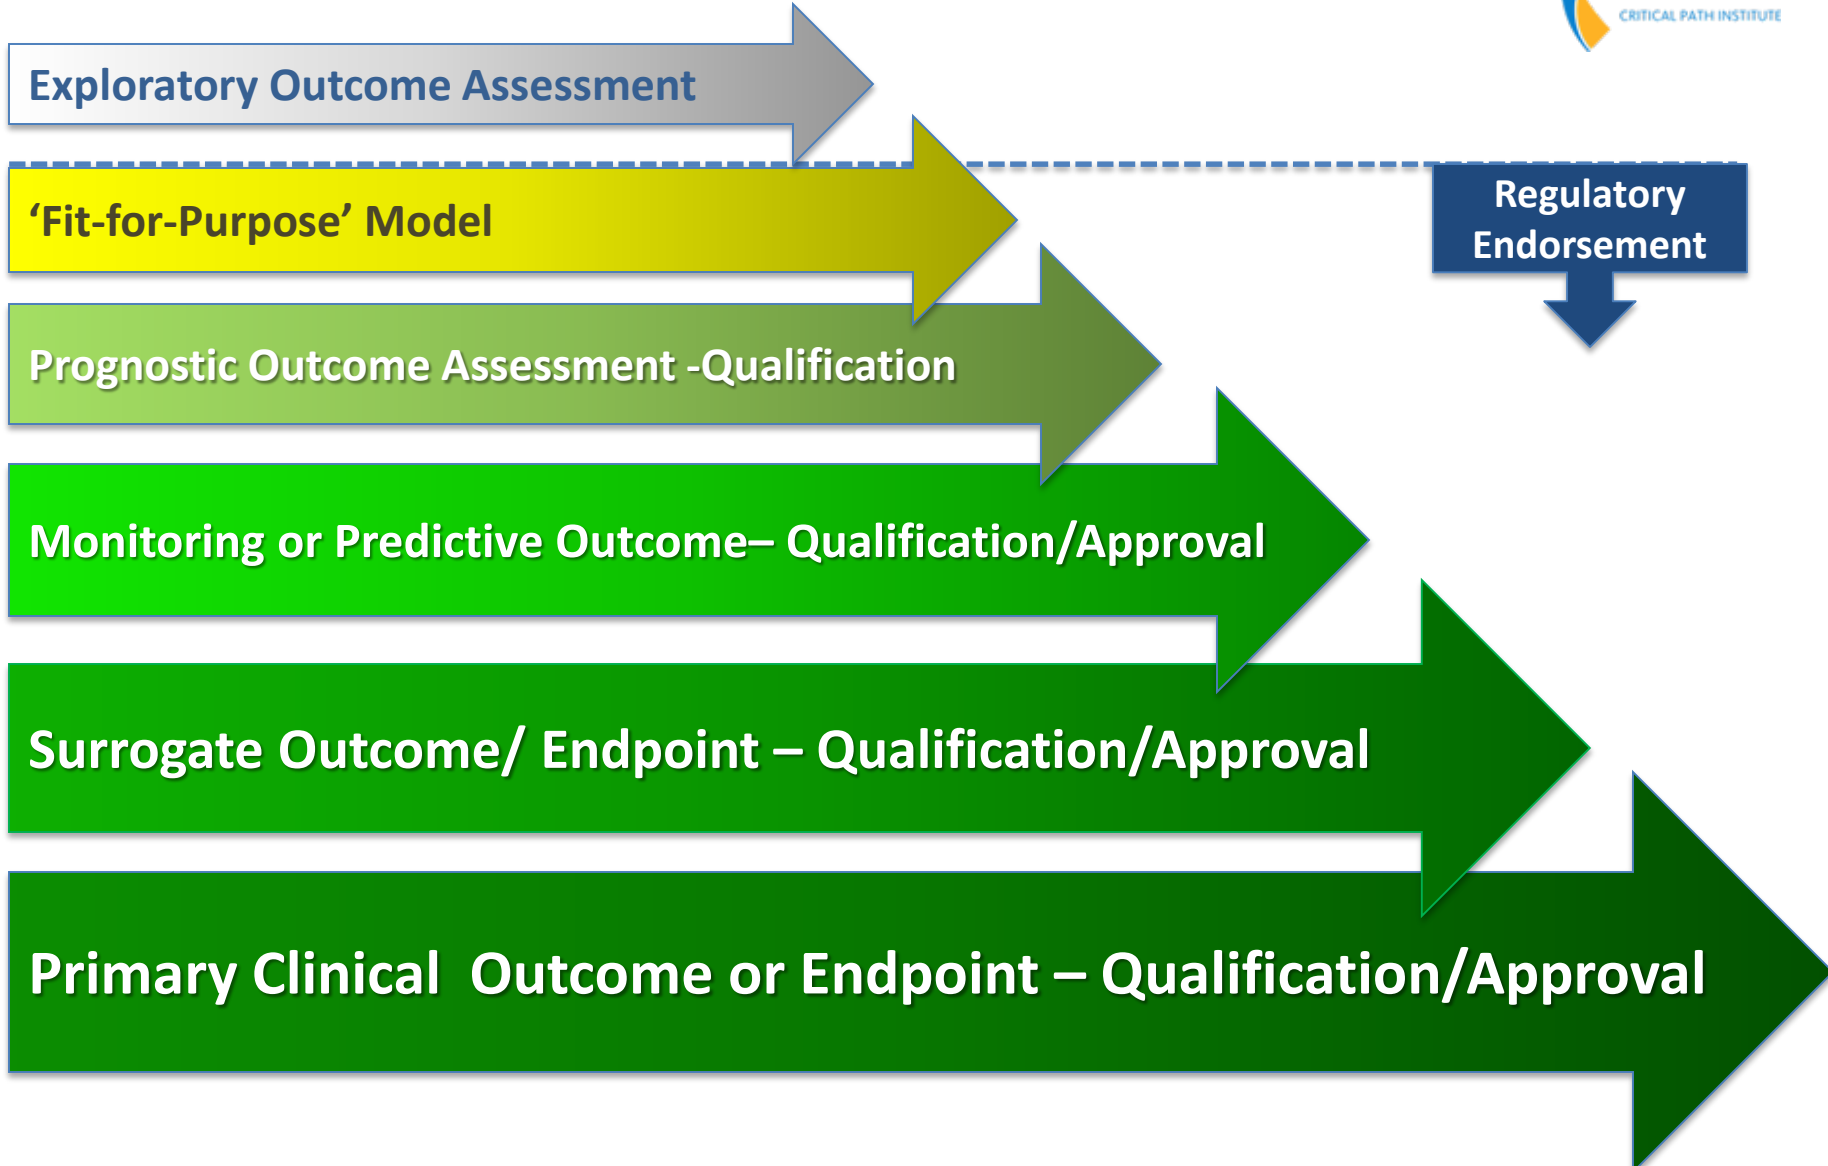 CRITICAL PATH INSTITUTE
Exploratory Outcome Assessment
‘Fit-for-Purpose’ Model
Regulatory
Endorsement
Prognostic Outcome Assessment -Qualification
Monitoring or Predictive Outcome– Qualification/Approval
Surrogate Outcome/ Endpoint – Qualification/Approval
Primary Clinical  Outcome or Endpoint – Qualification/Approval